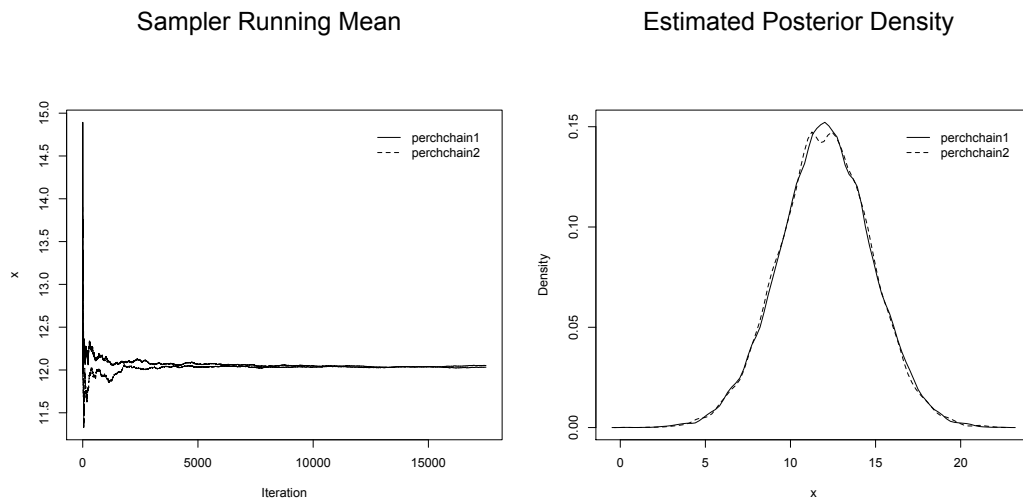 Sampler Running Mean
x
15.0
14.5
14.0
13.5
13.0
12.5
12.0
11.5
perchchain1
perchchain2
0 5000 10000 15000
Iteration
Estimated Posterior Density
Density
0.15
0.10
0.05
0.00
perchchain1
perchchain2
0 5 10 15 20
x